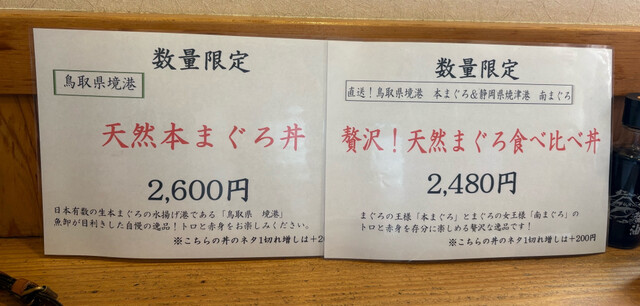 数量限定
鳥取県境港
天然本まぐろ丼
2,600円
日本有数の生本まぐろの水揚げ港である「鳥取県 境港」
魚卸が目利きした自慢の逸品!トロと赤身をお楽しみください。
※こちらの丼のネタ1切れ増しは+20
数量限定
直送!鳥取県境港 本まぐろ&静岡県焼津港 南まぐろ
贅沢!天然まぐろ食べ比べ丼
2,480円
まぐろの王様「本まぐろ」とまぐろの女王様「南まぐろ」の
トロと赤身を存分に楽しめる贅沢な逸品です!
※こちらの丼のネタ1切れ増しは+200円